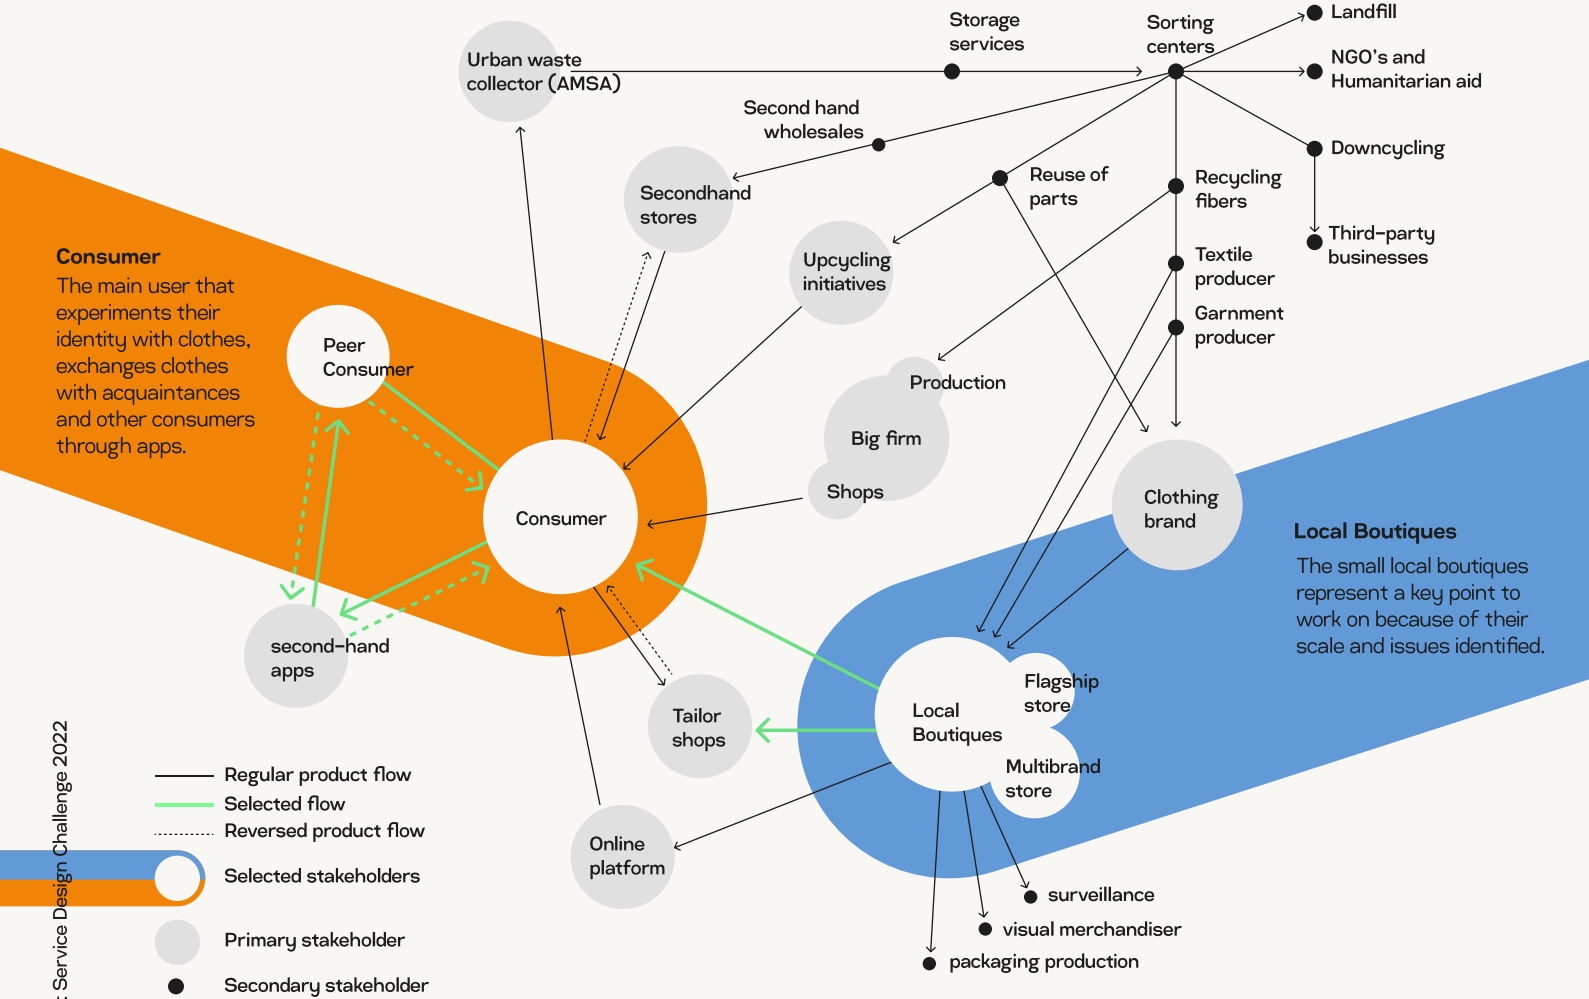 Storage
services
Sorting
centers
Landfill
NGO's and
Humanitarian aid
Urban waste
collector (AMSA)
Second hand
wholesales
Downcycling
Secondhand
stores
Reuse of
parts
Recycling
fibers
Third-party
businesses
Upcycling
initiatives
Textile
producer
Garnment
producer
Consumer
The main user that
experiments their
identity with clothes,
exchanges clothes
with acquaintances
and other consumers
through apps.
Peer
Consumer
Production
Big firm
Shops
Consumer
Clothing
brand
Local Boutiques
The small local boutiques
represent a key point to
work on because of their
scale and issues identified.
second-hand
apps
Tailor
shops
Local
Boutiques
Flagship
store
Multibrand
store
Online
platform
surveillance
visual merchandiser
packaging production
Regular product flow
Selected flow
Reversed product flow
Selected stakeholders
Primary stakeholder
Secondary stakeholder
: Service Design Challenge 2022